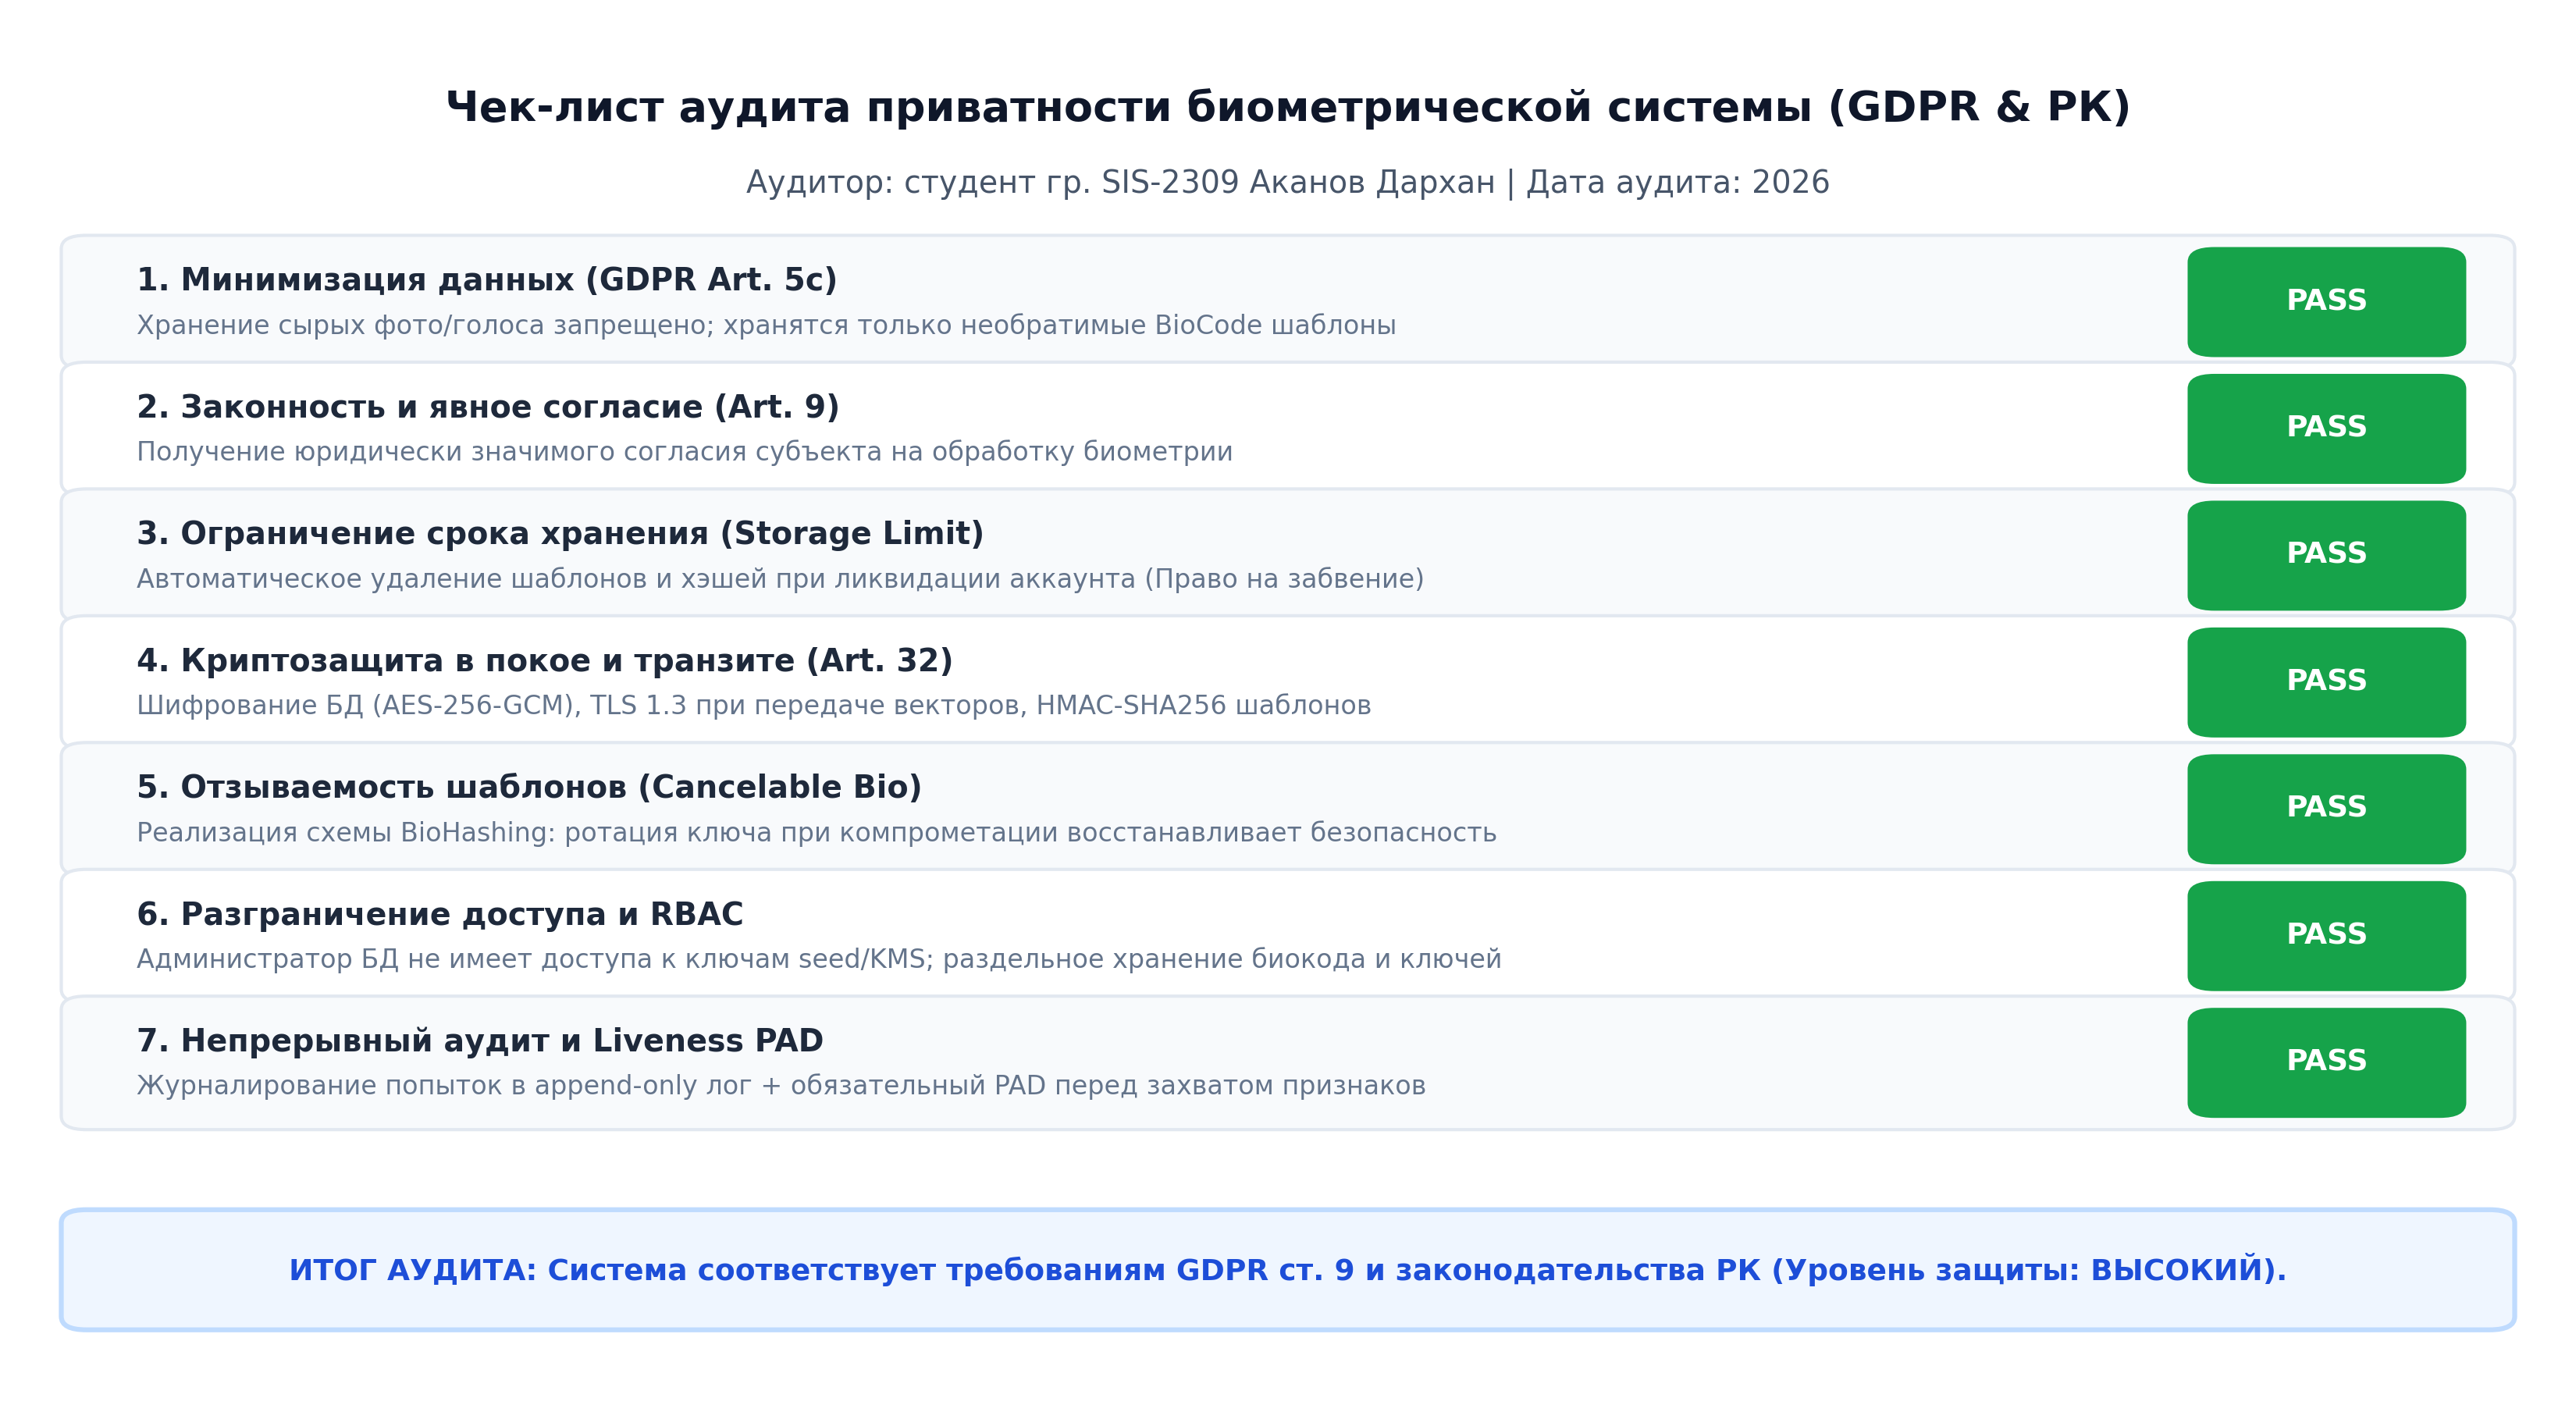 Чек-лист аудита приватности биометрической системы (GDPR & РК)
Аудитор: студент гр. SIS-2309 Аканов Дархан | Дата аудита: 2026
1. Минимизация данных (GDPR Art. 5c)
Хранение сырых фото/голоса запрещено; хранятся только необратимые BioCode шаблоны
PASS
2. Законность и явное согласие (Art. 9)
Получение юридически значимого согласия субъекта на обработку биометрии
PASS
3. Ограничение срока хранения (Storage Limit)
Автоматическое удаление шаблонов и хэшей при ликвидации аккаунта (Право на забвение)
PASS
4. Криптозащита в покое и транзите (Art. 32)
Шифрование БД (AES-256-GCM), TLS 1.3 при передаче векторов, HMAC-SHA256 шаблонов
PASS
5. Отзываемость шаблонов (Cancelable Bio)
Реализация схемы BioHashing: ротация ключа при компрометации восстанавливает безопасность
PASS
6. Разграничение доступа и RBAC
Администратор БД не имеет доступа к ключам seed/KMS; раздельное хранение биокода и ключей
PASS
7. Непрерывный аудит и Liveness PAD
Журналирование попыток в append-only лог + обязательный PAD перед захватом признаков
PASS
ИТОГ АУДИТА: Система соответствует требованиям GDPR ст. 9 и законодательства РК (Уровень защиты: ВЫСОКИЙ).